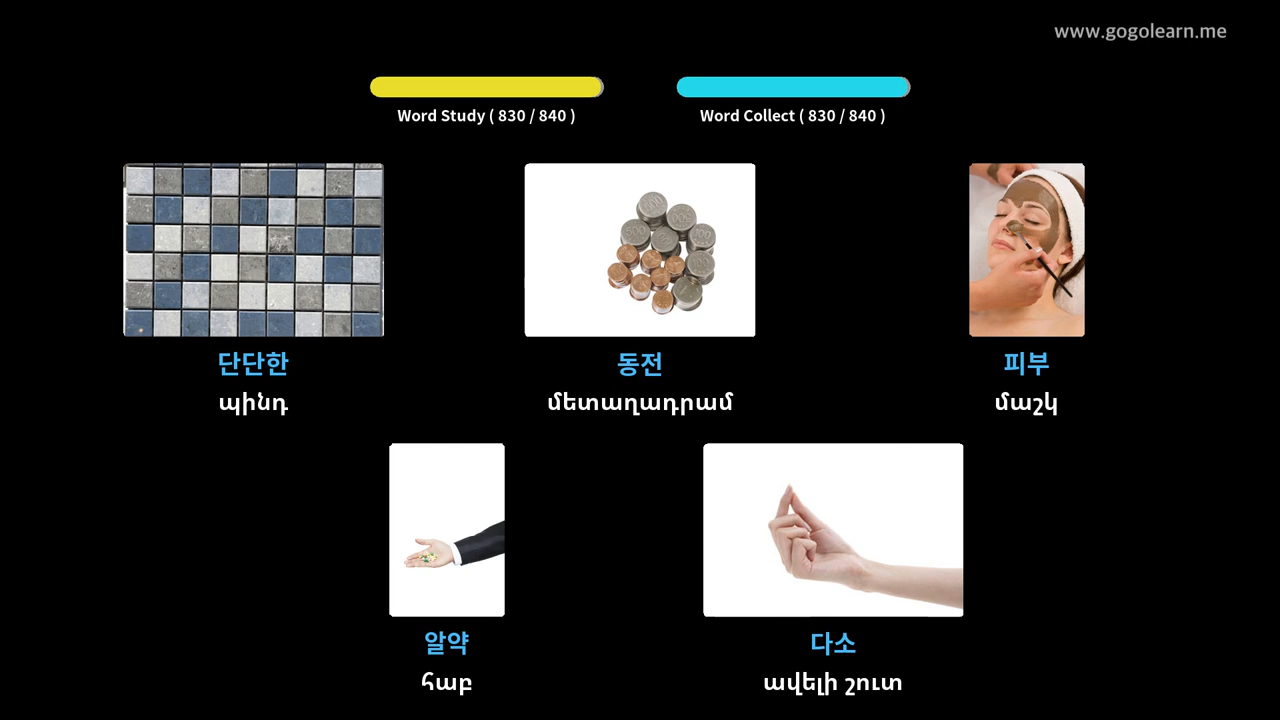 www.gogolearn.me
Word Study ( 830 / 840 )
Word Collect ( 830 / 840 )
단단한
պինդ
동전
մետաղադրամ
피부
մաշկ
알약
հաբ
다소
ավելի շուտ